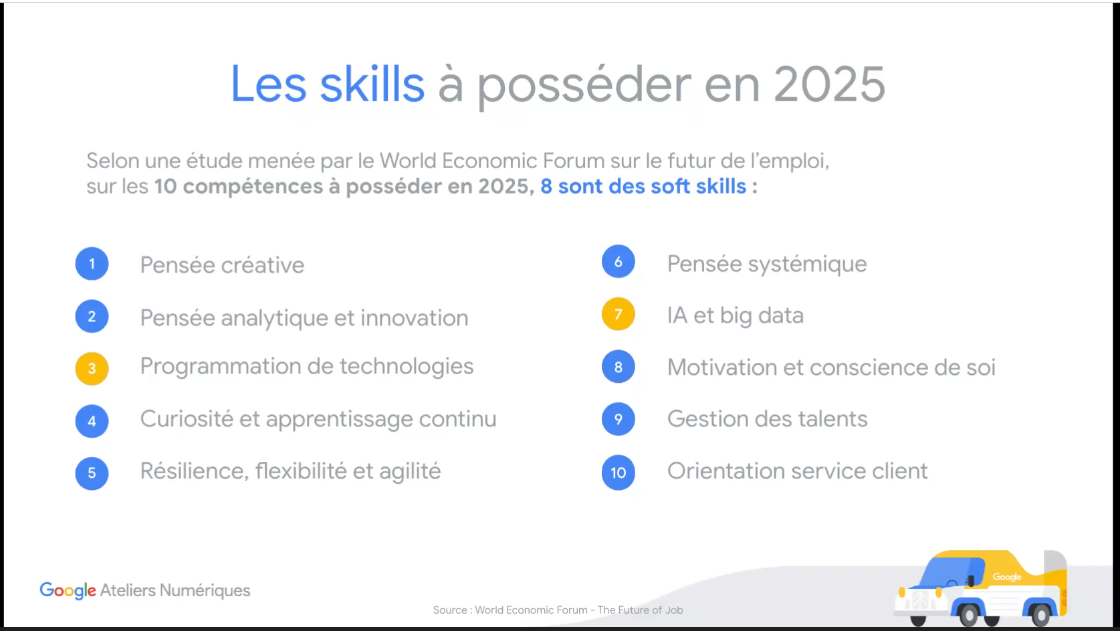 Les skills à posséder en 2025
Selon une étude menée par le World Economic Forum sur le futur de l'emploi,
sur les 10 compétences à posséder en 2025, 8 sont des soft skills :
1 Pensée créative
2 Pensée analytique et innovation
3 Programmation de technologies
4 Curiosité et apprentissage continu
5 Résilience, flexibilité et agilité
6 Pensée systémique
7 IA et big data
8 Motivation et conscience de soi
9 Gestion des talents
10 Orientation service client
Google Ateliers Numériques
Source : World Economic Forum - The Future of Job
Google